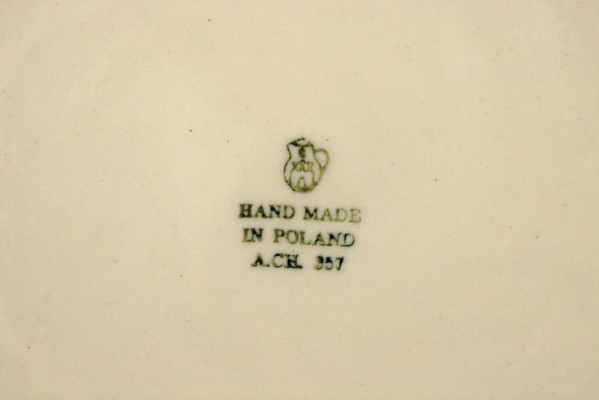 HAND MADE
IN POLAND
A.CH. 357